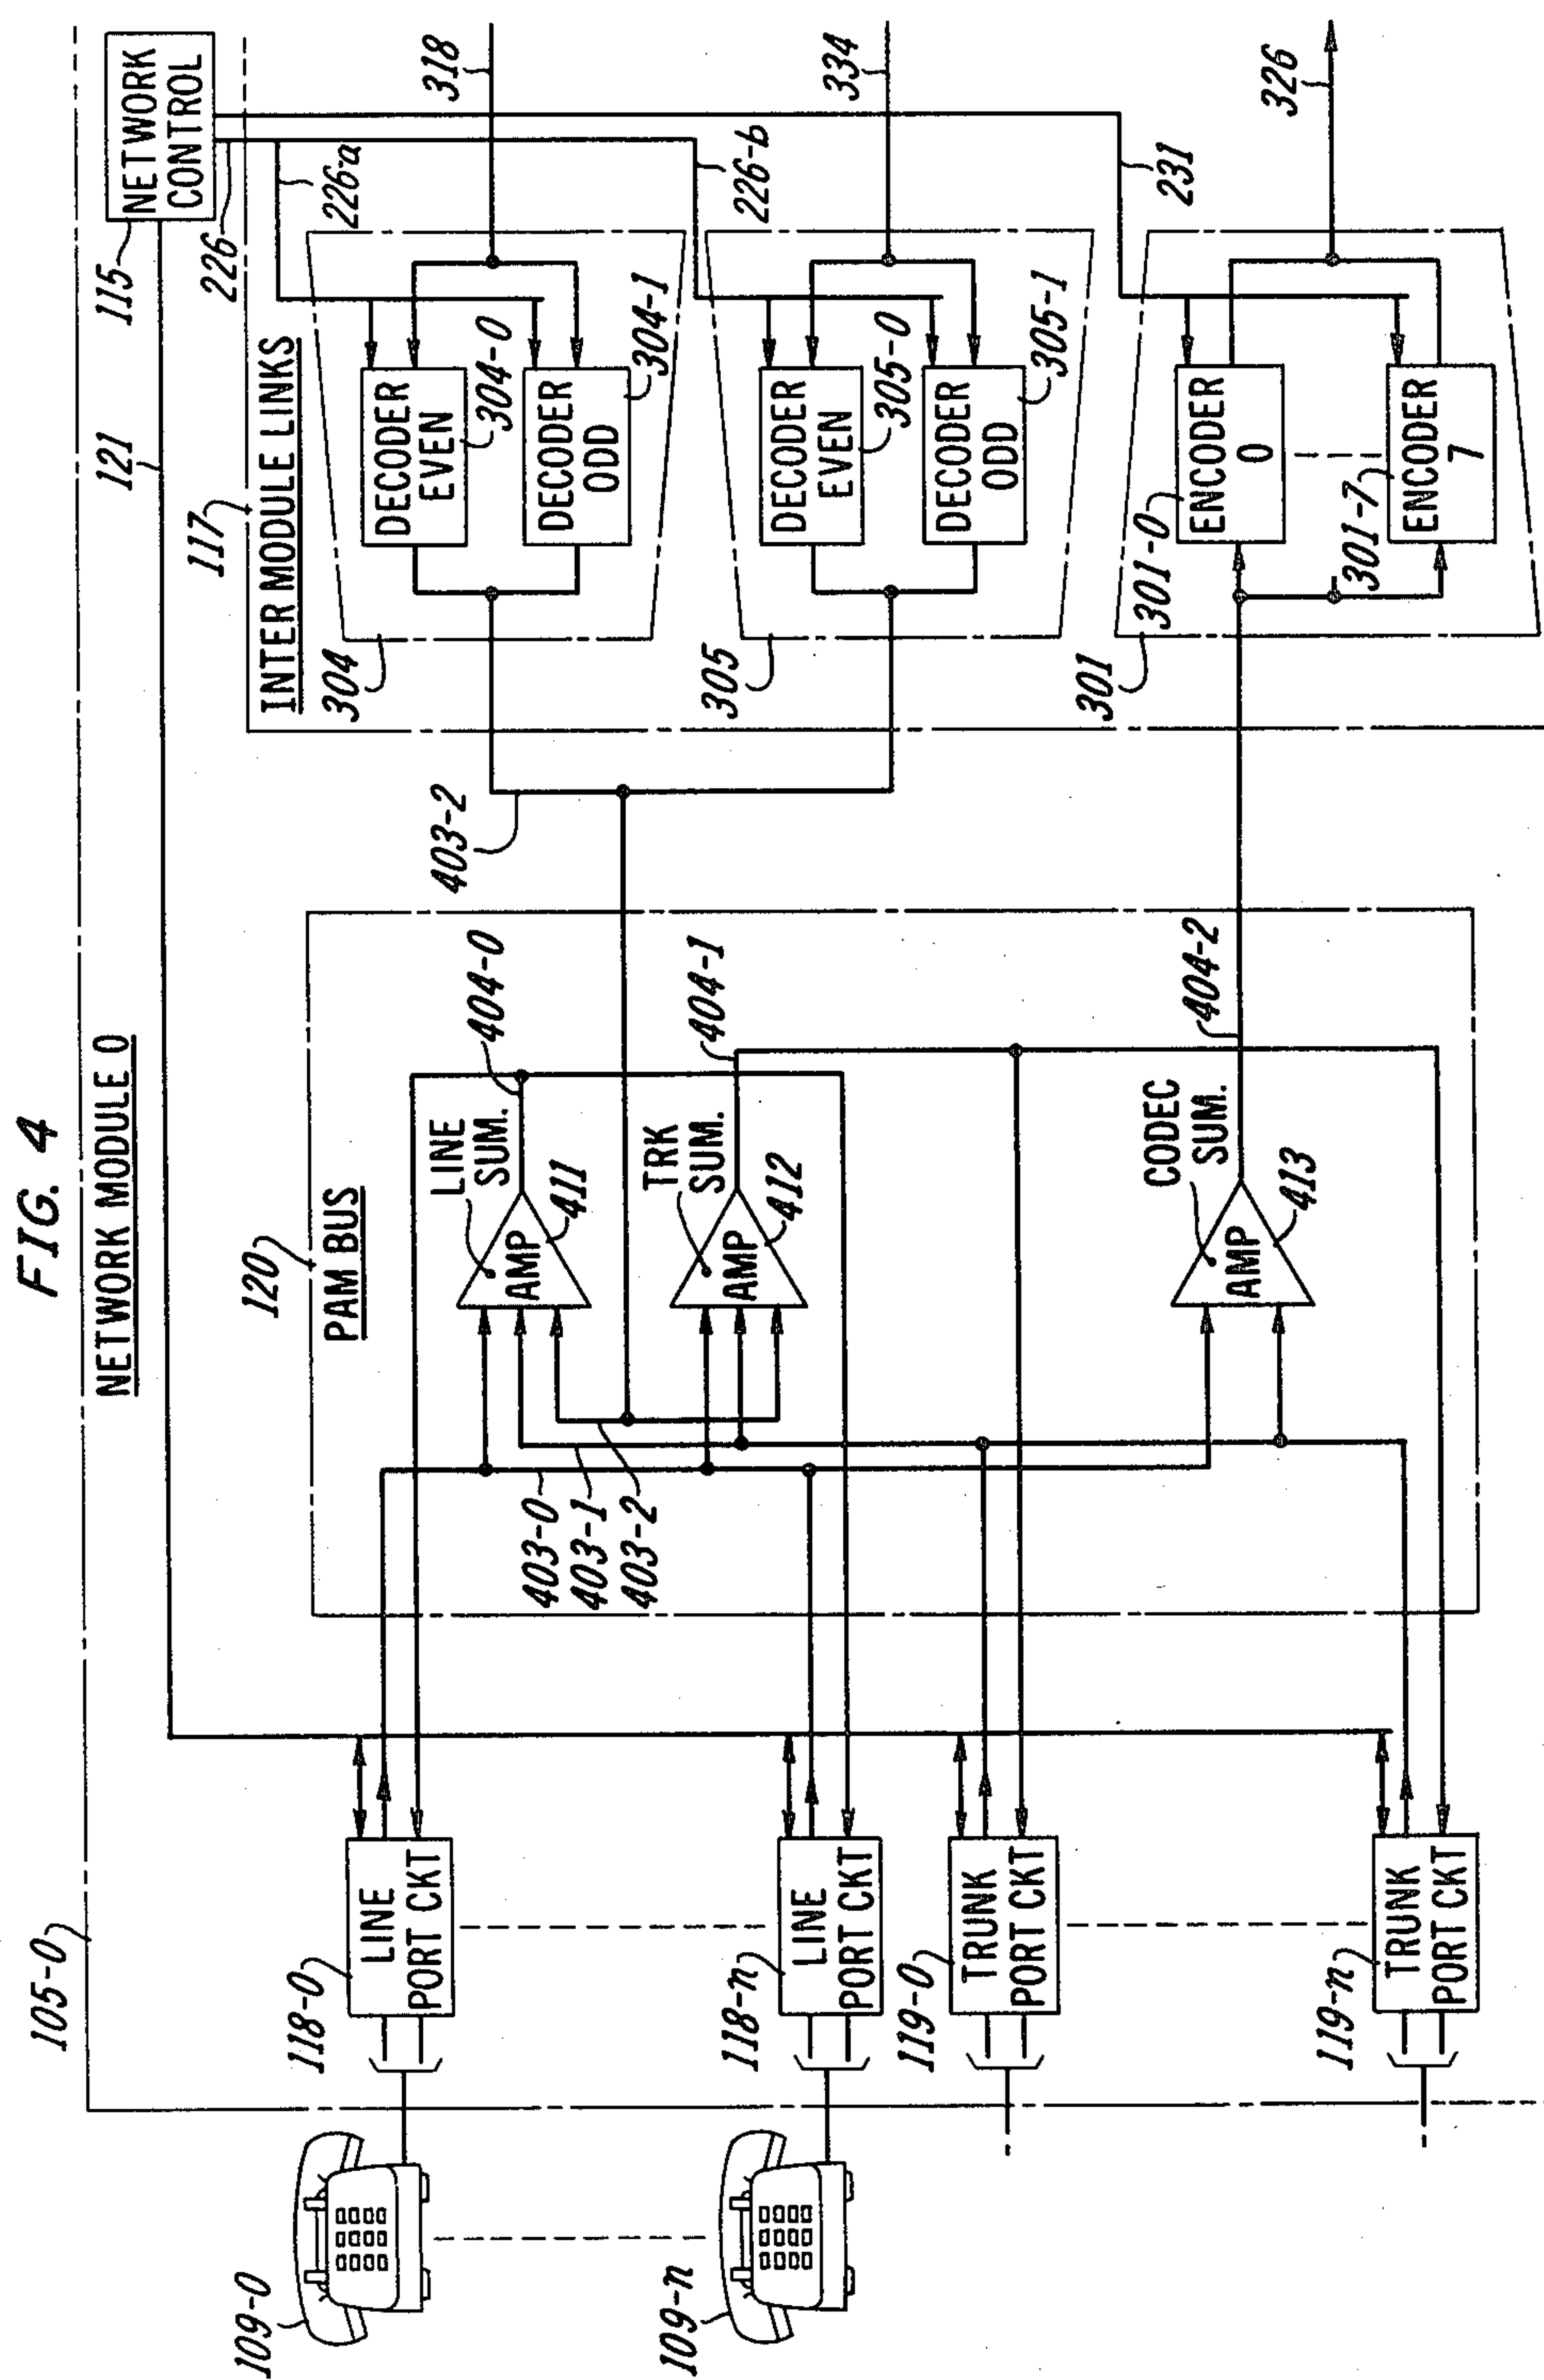 FIG. 4
NETWORK MODULE 0
105-0
121
115
NETWORK
CONTROL
226
117
INTER MODULE LINKS
226-a
318
304
DECODER
EVEN
304-0
DECODER
ODD
304-1
226-b
334
305
DECODER
EVEN
305-0
DECODER
ODD
305-1
231
326
301
301-0
ENCODER
0
301-7
ENCODER
7
120
PAM BUS
403-2
LINE
SUM.
AMP
411
404-0
TRK
SUM.
AMP
412
404-1
CODEC
SUM.
AMP
413
404-2
403-0
403-1
403-2
118-0
LINE
PORT CKT
118-n
LINE
PORT CKT
119-0
TRUNK
PORT CKT
119-n
TRUNK
PORT CKT
109-0
109-n